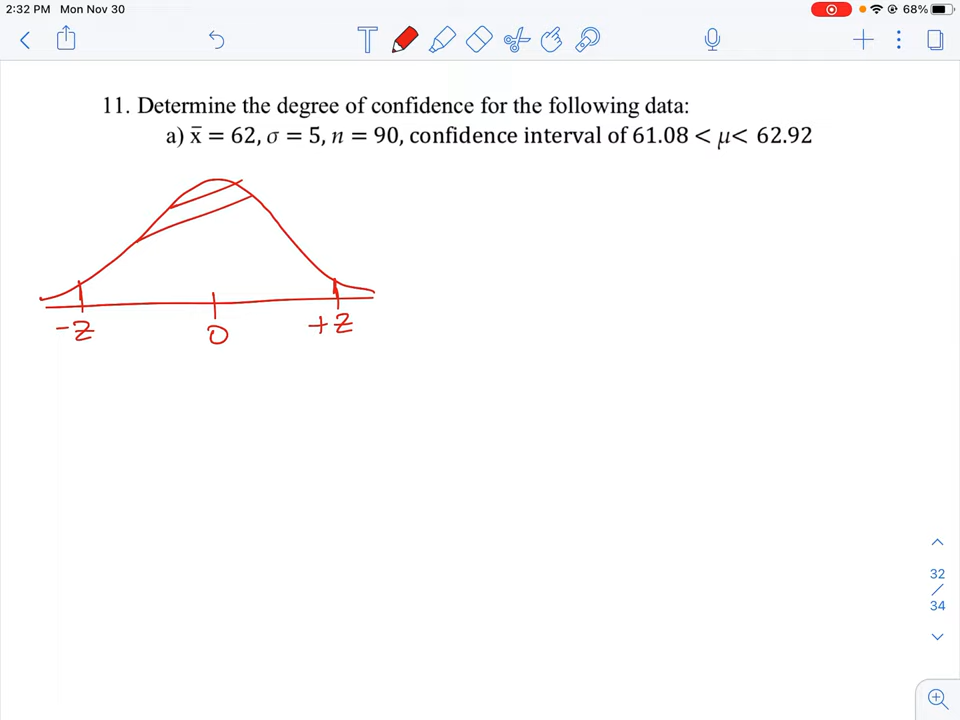 2:32 PM Mon Nov 30 68%
T
11. Determine the degree of confidence for the following data:
a) x̄ = 62, σ = 5, n = 90, confidence interval of 61.08 < μ < 62.92
-Z 0 +Z
32
/
34